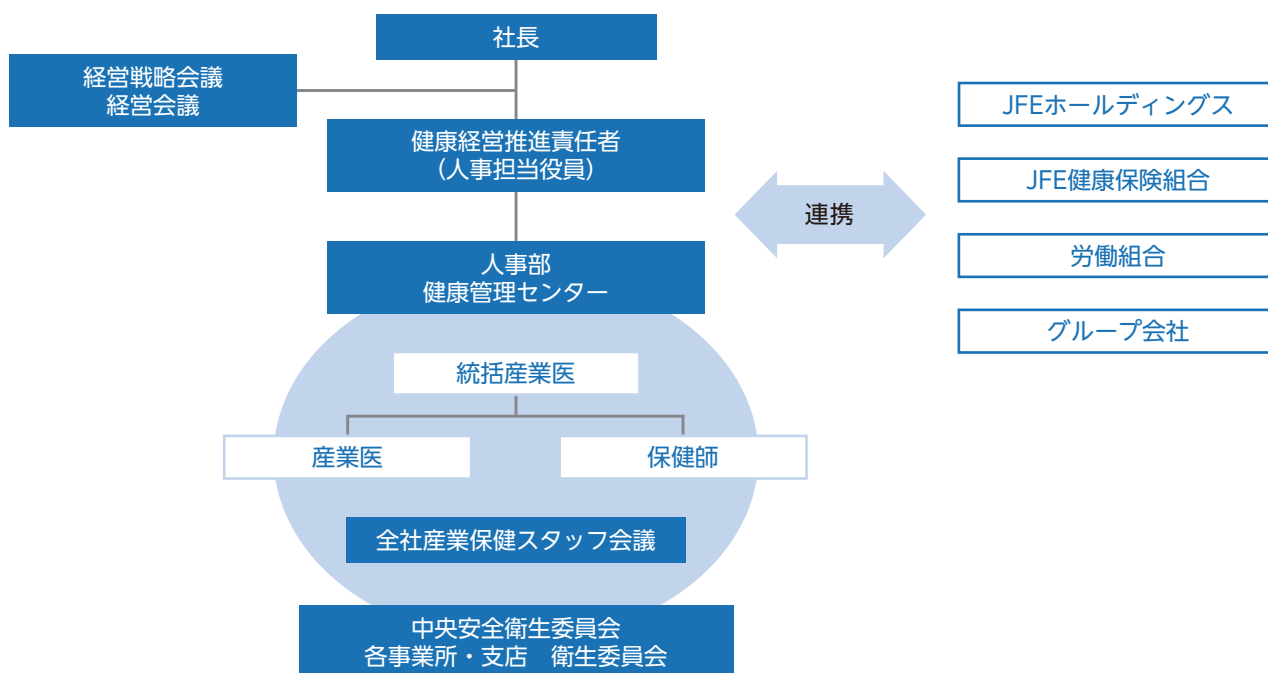 社長
経営戦略会議
経営会議
健康経営推進責任者
（人事担当役員）
人事部
健康管理センター
統括産業医
産業医
保健師
全社産業保健スタッフ会議
中央安全衛生委員会
各事業所・支店　衛生委員会
連携
JFEホールディングス
JFE健康保険組合
労働組合
グループ会社